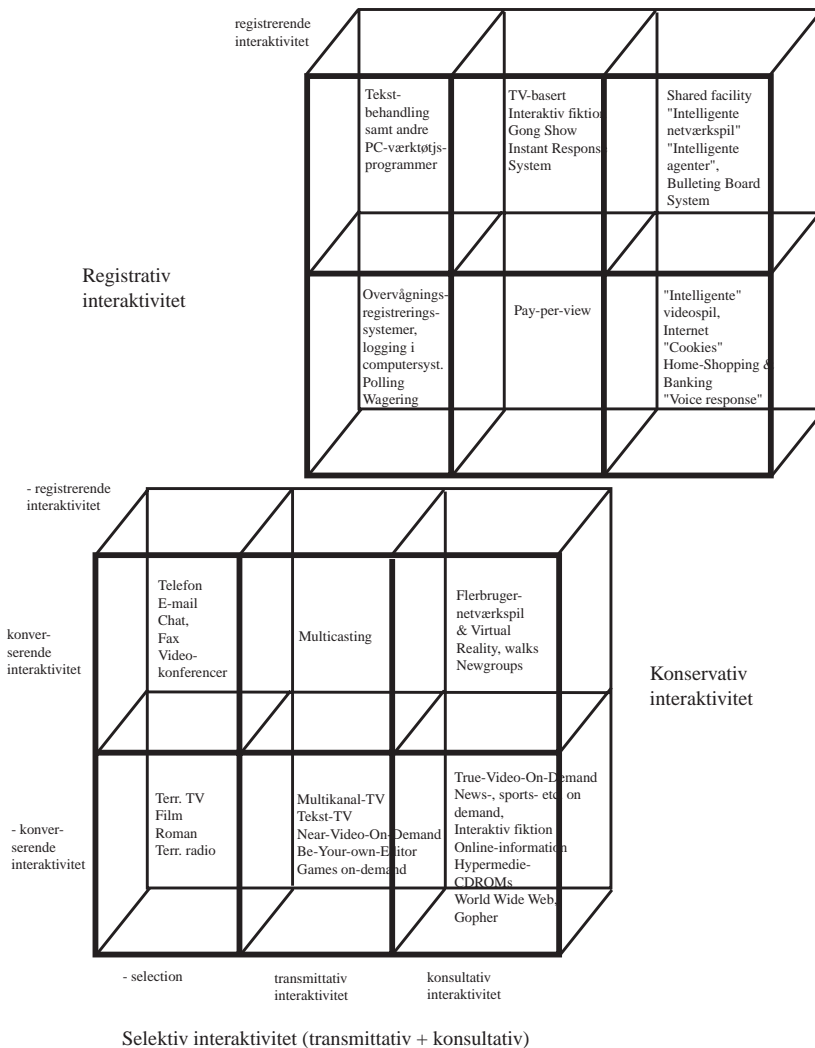 registrerende
interaktivitet
Tekst-
behandling
samt andre
PC-værktøtjs-
programmer
TV-basert
Interaktiv fiktion
Gong Show
Instant Response
System
Shared facility
"Intelligente
netværkspil"
"Intelligente
agenter",
Bulleting Board
System
Registrativ
interaktivitet
Overvågnings-
registrerings-
systemer,
logging i
computersyst.
Polling
Wagering
Pay-per-view
"Intelligente"
videospil,
Internet
"Cookies"
Home-Shopping &
Banking
"Voice response"
- registrerende
interaktivitet
konver-
serende
interaktivitet
Telefon
E-mail
Chat,
Fax
Video-
konferencer
Multicasting
Flerbruger-
netværkspil
& Virtual
Reality, walks
Newgroups
Konservativ
interaktivitet
- konver-
serende
interaktivitet
Terr. TV
Film
Roman
Terr. radio
Multikanal-TV
Tekst-TV
Near-Video-On-Demand
Be-Your-own-Editor
Games on-demand
True-Video-On-Demand
News-, sports- etc. on
demand,
Interaktiv fiktion
Online-information
Hypermedie-
CDROMs
World Wide Web,
Gopher
- selection
transmittativ
interaktivitet
konsultativ
interaktivitet
Selektiv interaktivitet (transmittativ + konsultativ)